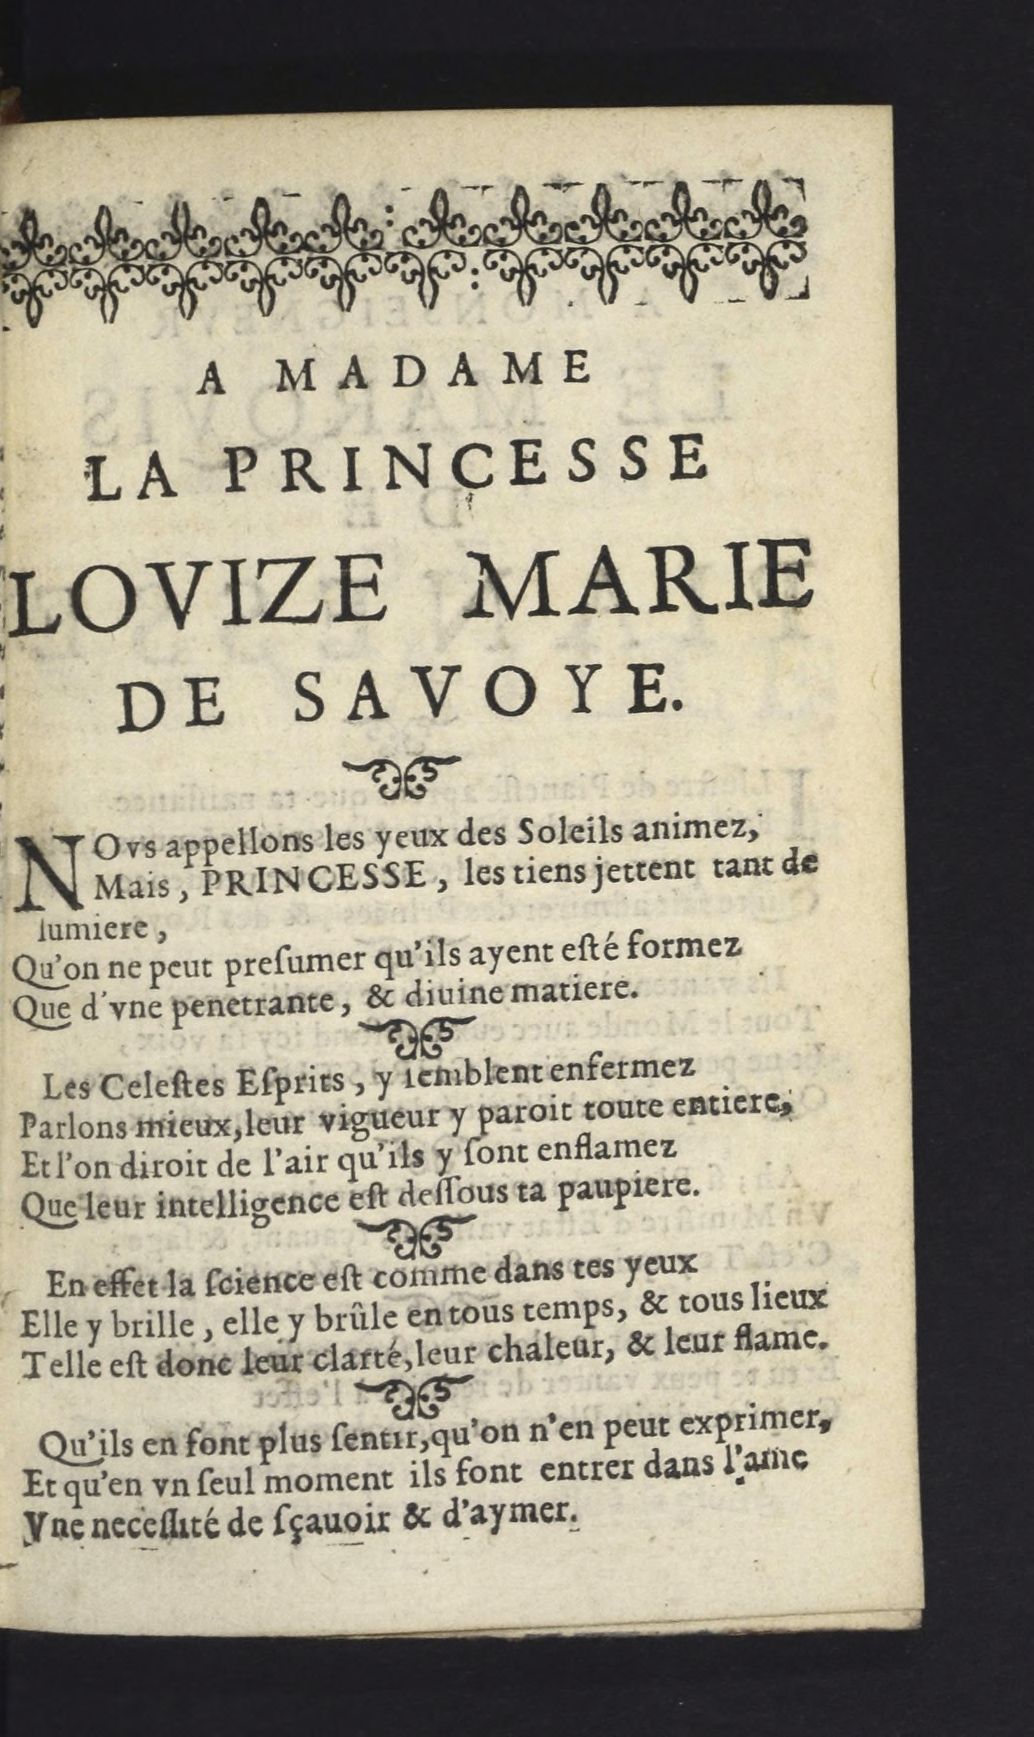 A MADAME
LA PRINCESSE
LOVIZE MARIE
DE SAVOYE.
NOvs appellons les yeux des Soleils animez,
Mais, PRINCESSE, les tiens jettent tant de
lumiere,
Qu'on ne peut preſumer qu'ils ayent eſté formez
Que d'vne penetrante, & diuine matiere.
Les Celeſtes Eſprits, y ſemblent enfermez
Parlons mieux, leur vigueur y paroit toute entiere,
Et l'on diroit de l'air qu'ils y ſont enflamez
Que leur intelligence eſt deſſous ta paupiere.
En effet la ſcience eſt comme dans tes yeux
Elle y brille, elle y brûle en tous temps, & tous lieux
Telle eſt donc leur clarté, leur chaleur, & leur flame.
Qu'ils en font plus ſentir, qu'on n'en peut exprimer,
Et qu'en vn ſeul moment ils font entrer dans l'ame
Vne neceſſité de ſçauoir & d'aymer.